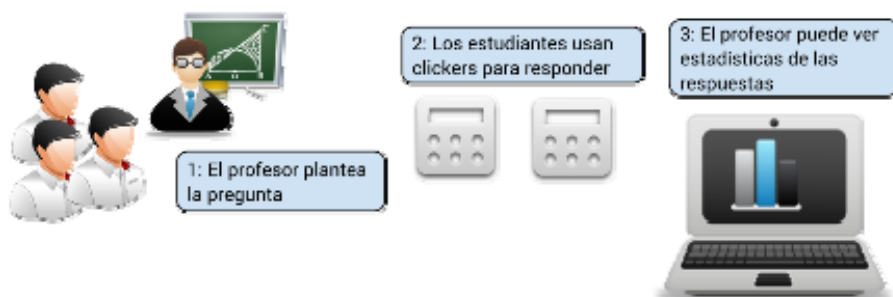 1: El profesor plantea
la pregunta
2: Los estudiantes usan
clickers para responder
3: El profesor puede ver
estadísticas de las
respuestas